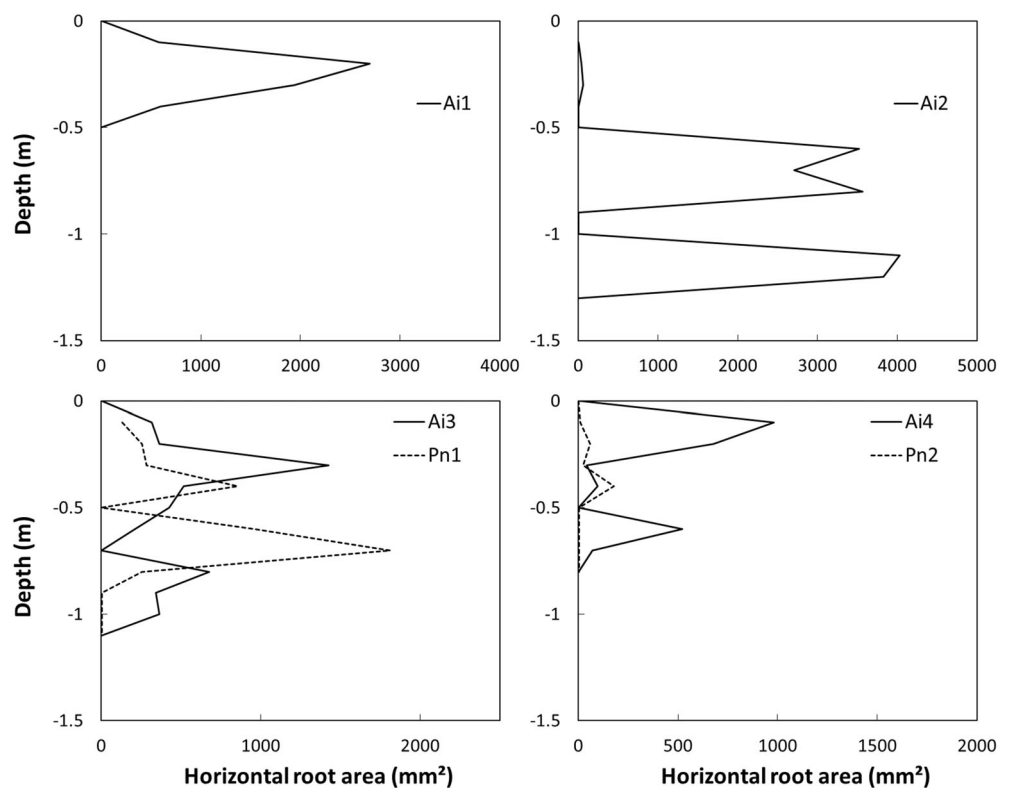 0
-0.5
-1
-1.5
Depth (m)
0 1000 2000 3000 4000
Ai1
0
-0.5
-1
-1.5
0 1000 2000 3000 4000 5000
Ai2
0
-0.5
-1
-1.5
Depth (m)
0 1000 2000
Horizontal root area (mm²)
Ai3
Pn1
0
-0.5
-1
-1.5
0 500 1000 1500 2000
Horizontal root area (mm²)
Ai4
Pn2